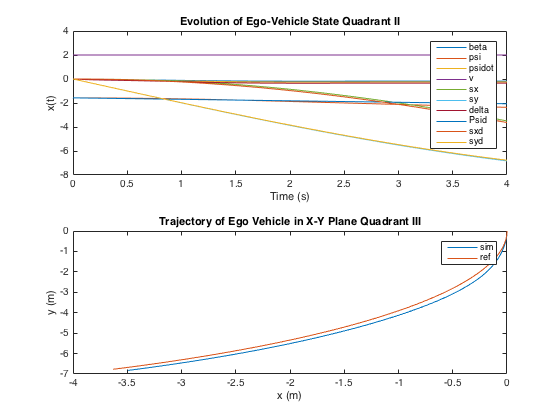 Evolution of Ego-Vehicle State Quadrant II
4
2
0
-2
-4
-6
-8
x(t)
beta
psi
psidot
v
sx
sy
delta
Psid
sxd
syd
0 0.5 1 1.5 2 2.5 3 3.5 4
Time (s)
Trajectory of Ego Vehicle in X-Y Plane Quadrant III
0
-1
-2
-3
-4
-5
-6
-7
y (m)
sim
ref
-4 -3.5 -3 -2.5 -2 -1.5 -1 -0.5 0
x (m)